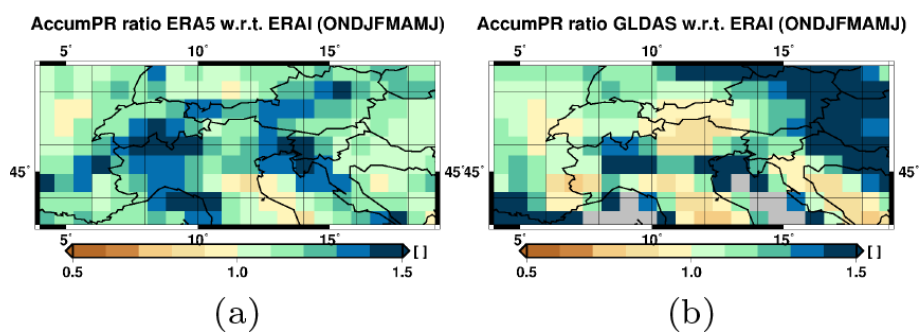 AccumPR ratio ERA5 w.r.t. ERAI (ONDJFMAMJ) AccumPR ratio GLDAS w.r.t. ERAI (ONDJFMAMJ)
5˚ 10˚ 15˚ 5˚ 10˚ 15˚
45˚ 45˚45˚ 45˚
5˚ 10˚ 15˚ 5˚ 10˚ 15˚
[ ] [ ]
0.5 1.0 1.5 0.5 1.0 1.5
(a) (b)